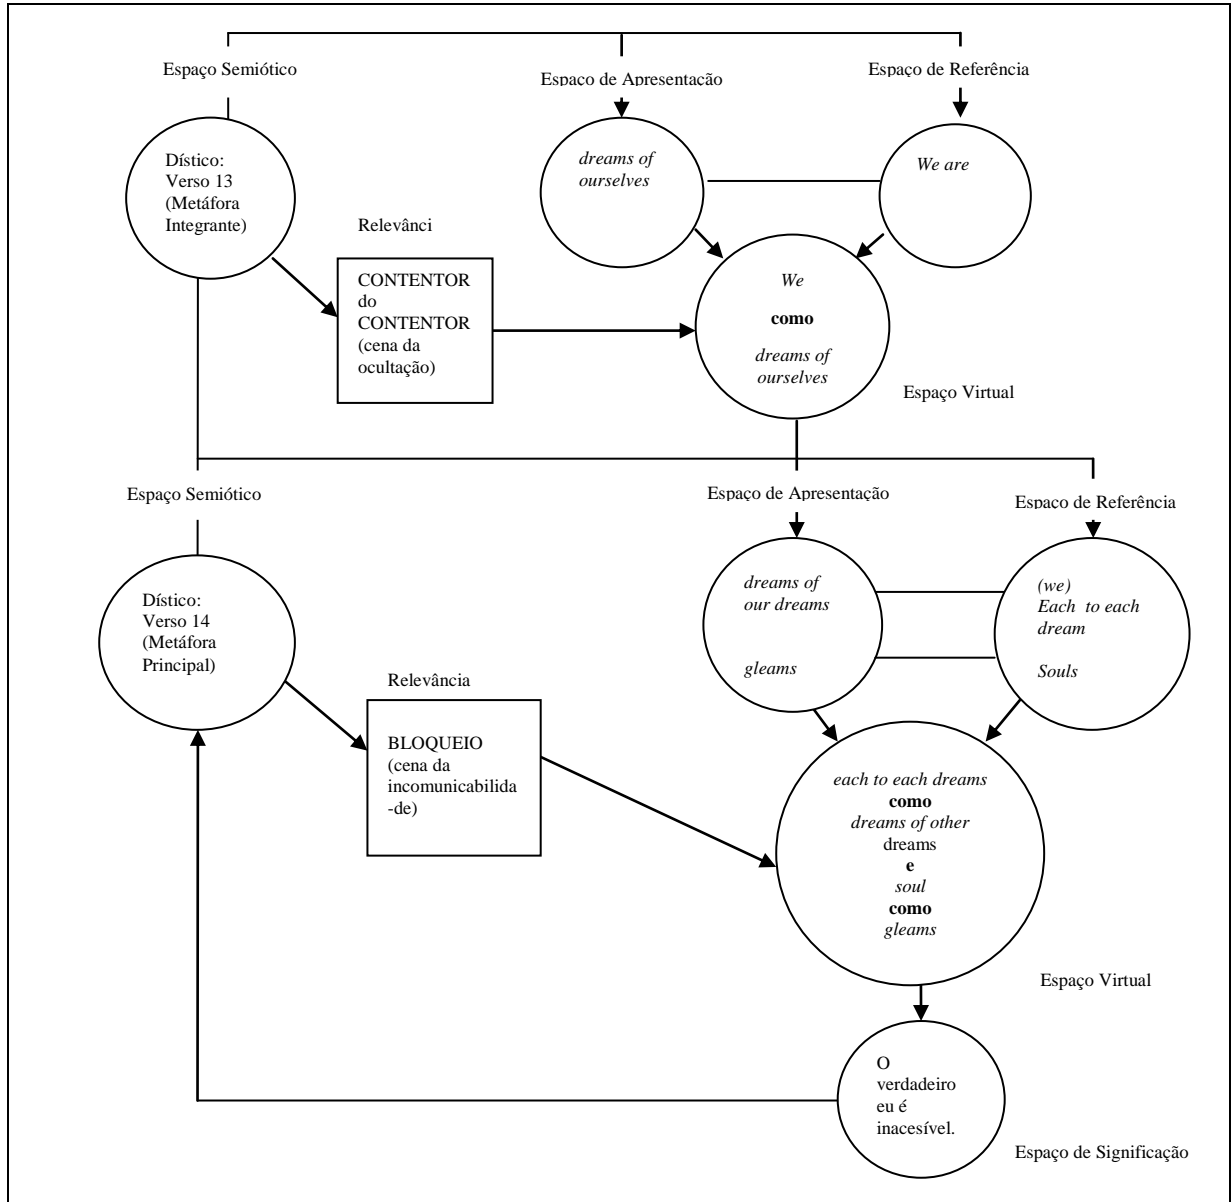 Espaço Semiótico
Espaco de Apresentação
Espaço de Referência
Dístico:
Verso 13
(Metáfora
Integrante)
dreams of
ourselves
We are
Relevânci
CONTENTOR
do
CONTENTOR
(cena da
ocultação)
We
como
dreams of
ourselves
Espaço Virtual
Espaço Semiótico
Espaço de Apresentação
Espaco de Referência
Dístico:
Verso 14
(Metáfora
Principal)
dreams of
our dreams
gleams
(we)
Each to each
dream
Souls
Relevância
BLOQUEIO
(cena da
incomunicabilida
-de)
each to each dreams
como
dreams of other
dreams
e
soul
como
gleams
Espaço Virtual
O
verdadeiro
eu é
inacesível.
Espaço de Significação